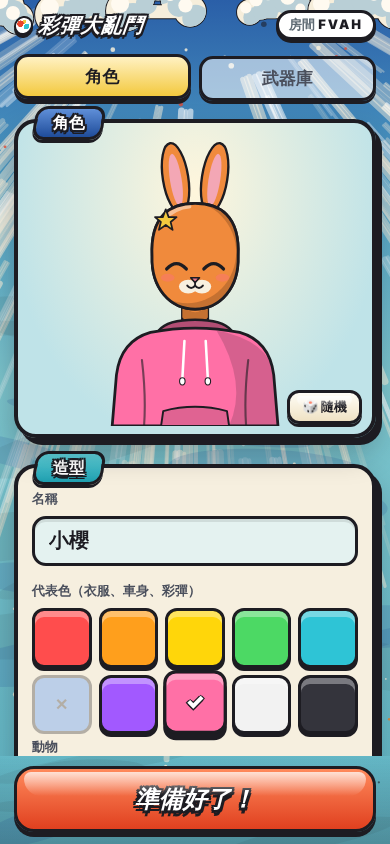 彩彈大亂鬥
房間 FVAH
角色
武器庫
角色
隨機
造型
名稱
小櫻
代表色（衣服、車身、彩彈）
動物
準備好了！